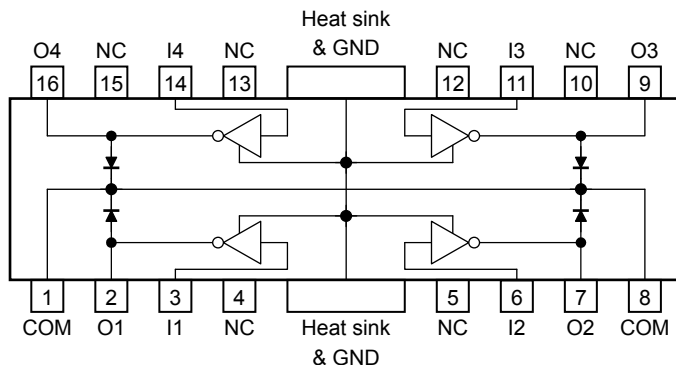 Heat sink
& GND
O4 NC I4 NC NC I3 NC O3
16 15 14 13 12 11 10 9
1 2 3 4 5 6 7 8
COM O1 I1 NC Heat sink NC I2 O2 COM
& GND